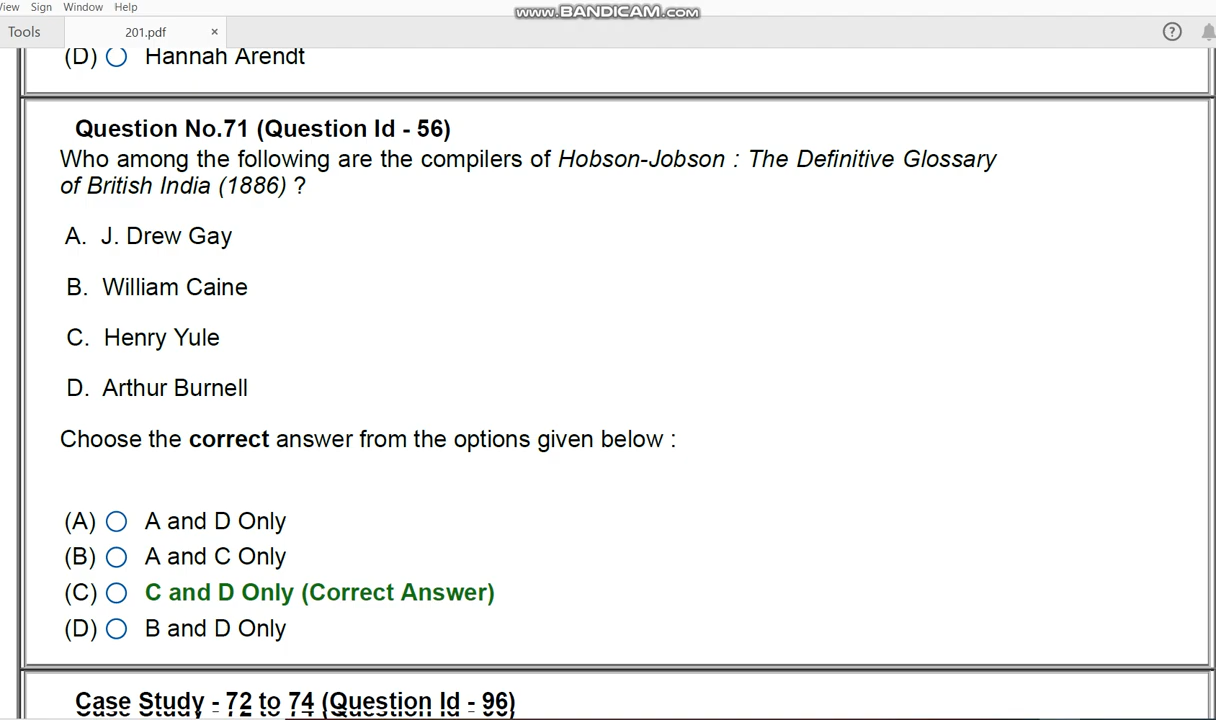 View Sign Window Help
www.BANDICAM.com
Tools 201.pdf × ?
(D) Hannah Arendt
Question No.71 (Question Id - 56)
Who among the following are the compilers of Hobson-Jobson : The Definitive Glossary
of British India (1886) ?
A. J. Drew Gay
B. William Caine
C. Henry Yule
D. Arthur Burnell
Choose the correct answer from the options given below :
(A) A and D Only
(B) A and C Only
(C) C and D Only (Correct Answer)
(D) B and D Only
Case Study - 72 to 74 (Question Id - 96)